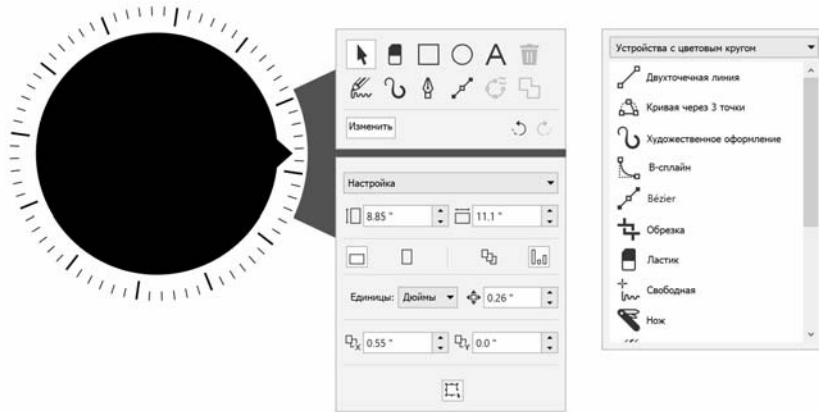 A
Изменить
Настройка
8.85 "
11.1 "
Единицы:
Дюймы
0.26 "
X
0.55 "
Y
0.0 "
Устройства с цветовым кругом
Двухточечная линия
Кривая через 3 точки
Художественное оформление
В-сплайн
Bézier
Обрезка
Ластик
Свободная
Нож